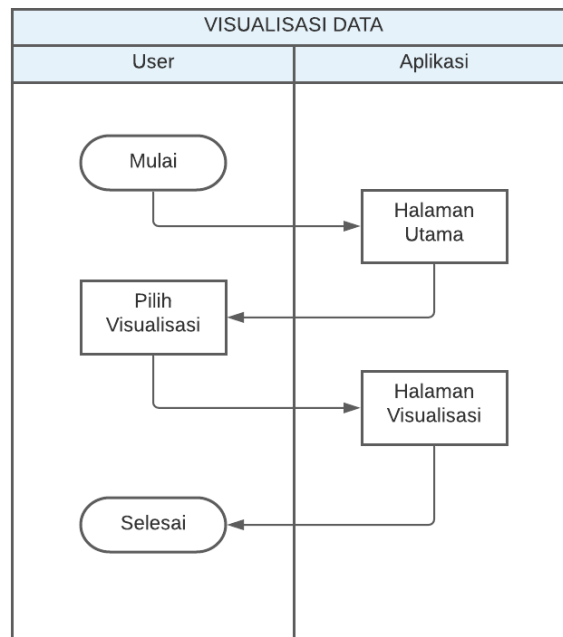 VISUALISASI DATA
User
Aplikasi
Mulai
Halaman
Utama
Pilih
Visualisasi
Halaman
Visualisasi
Selesai